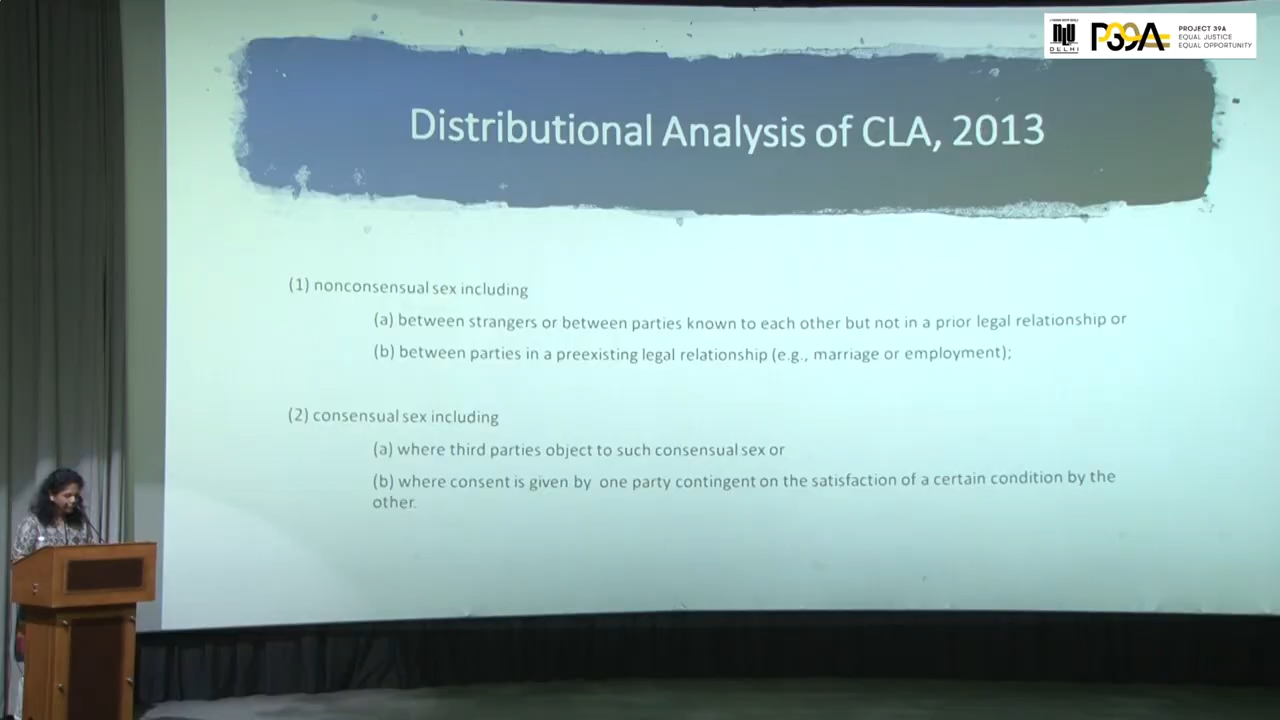 NLU
DELHI
P39A
PROJECT 39A
EQUAL JUSTICE
EQUAL OPPORTUNITY
Distributional Analysis of CLA, 2013
(1) nonconsensual sex including
(a) between strangers or between parties known to each other but not in a prior legal relationship or
(b) between parties in a preexisting legal relationship (e.g., marriage or employment);
(2) consensual sex including
(a) where third parties object to such consensual sex or
(b) where consent is given by one party contingent on the satisfaction of a certain condition by the
other.